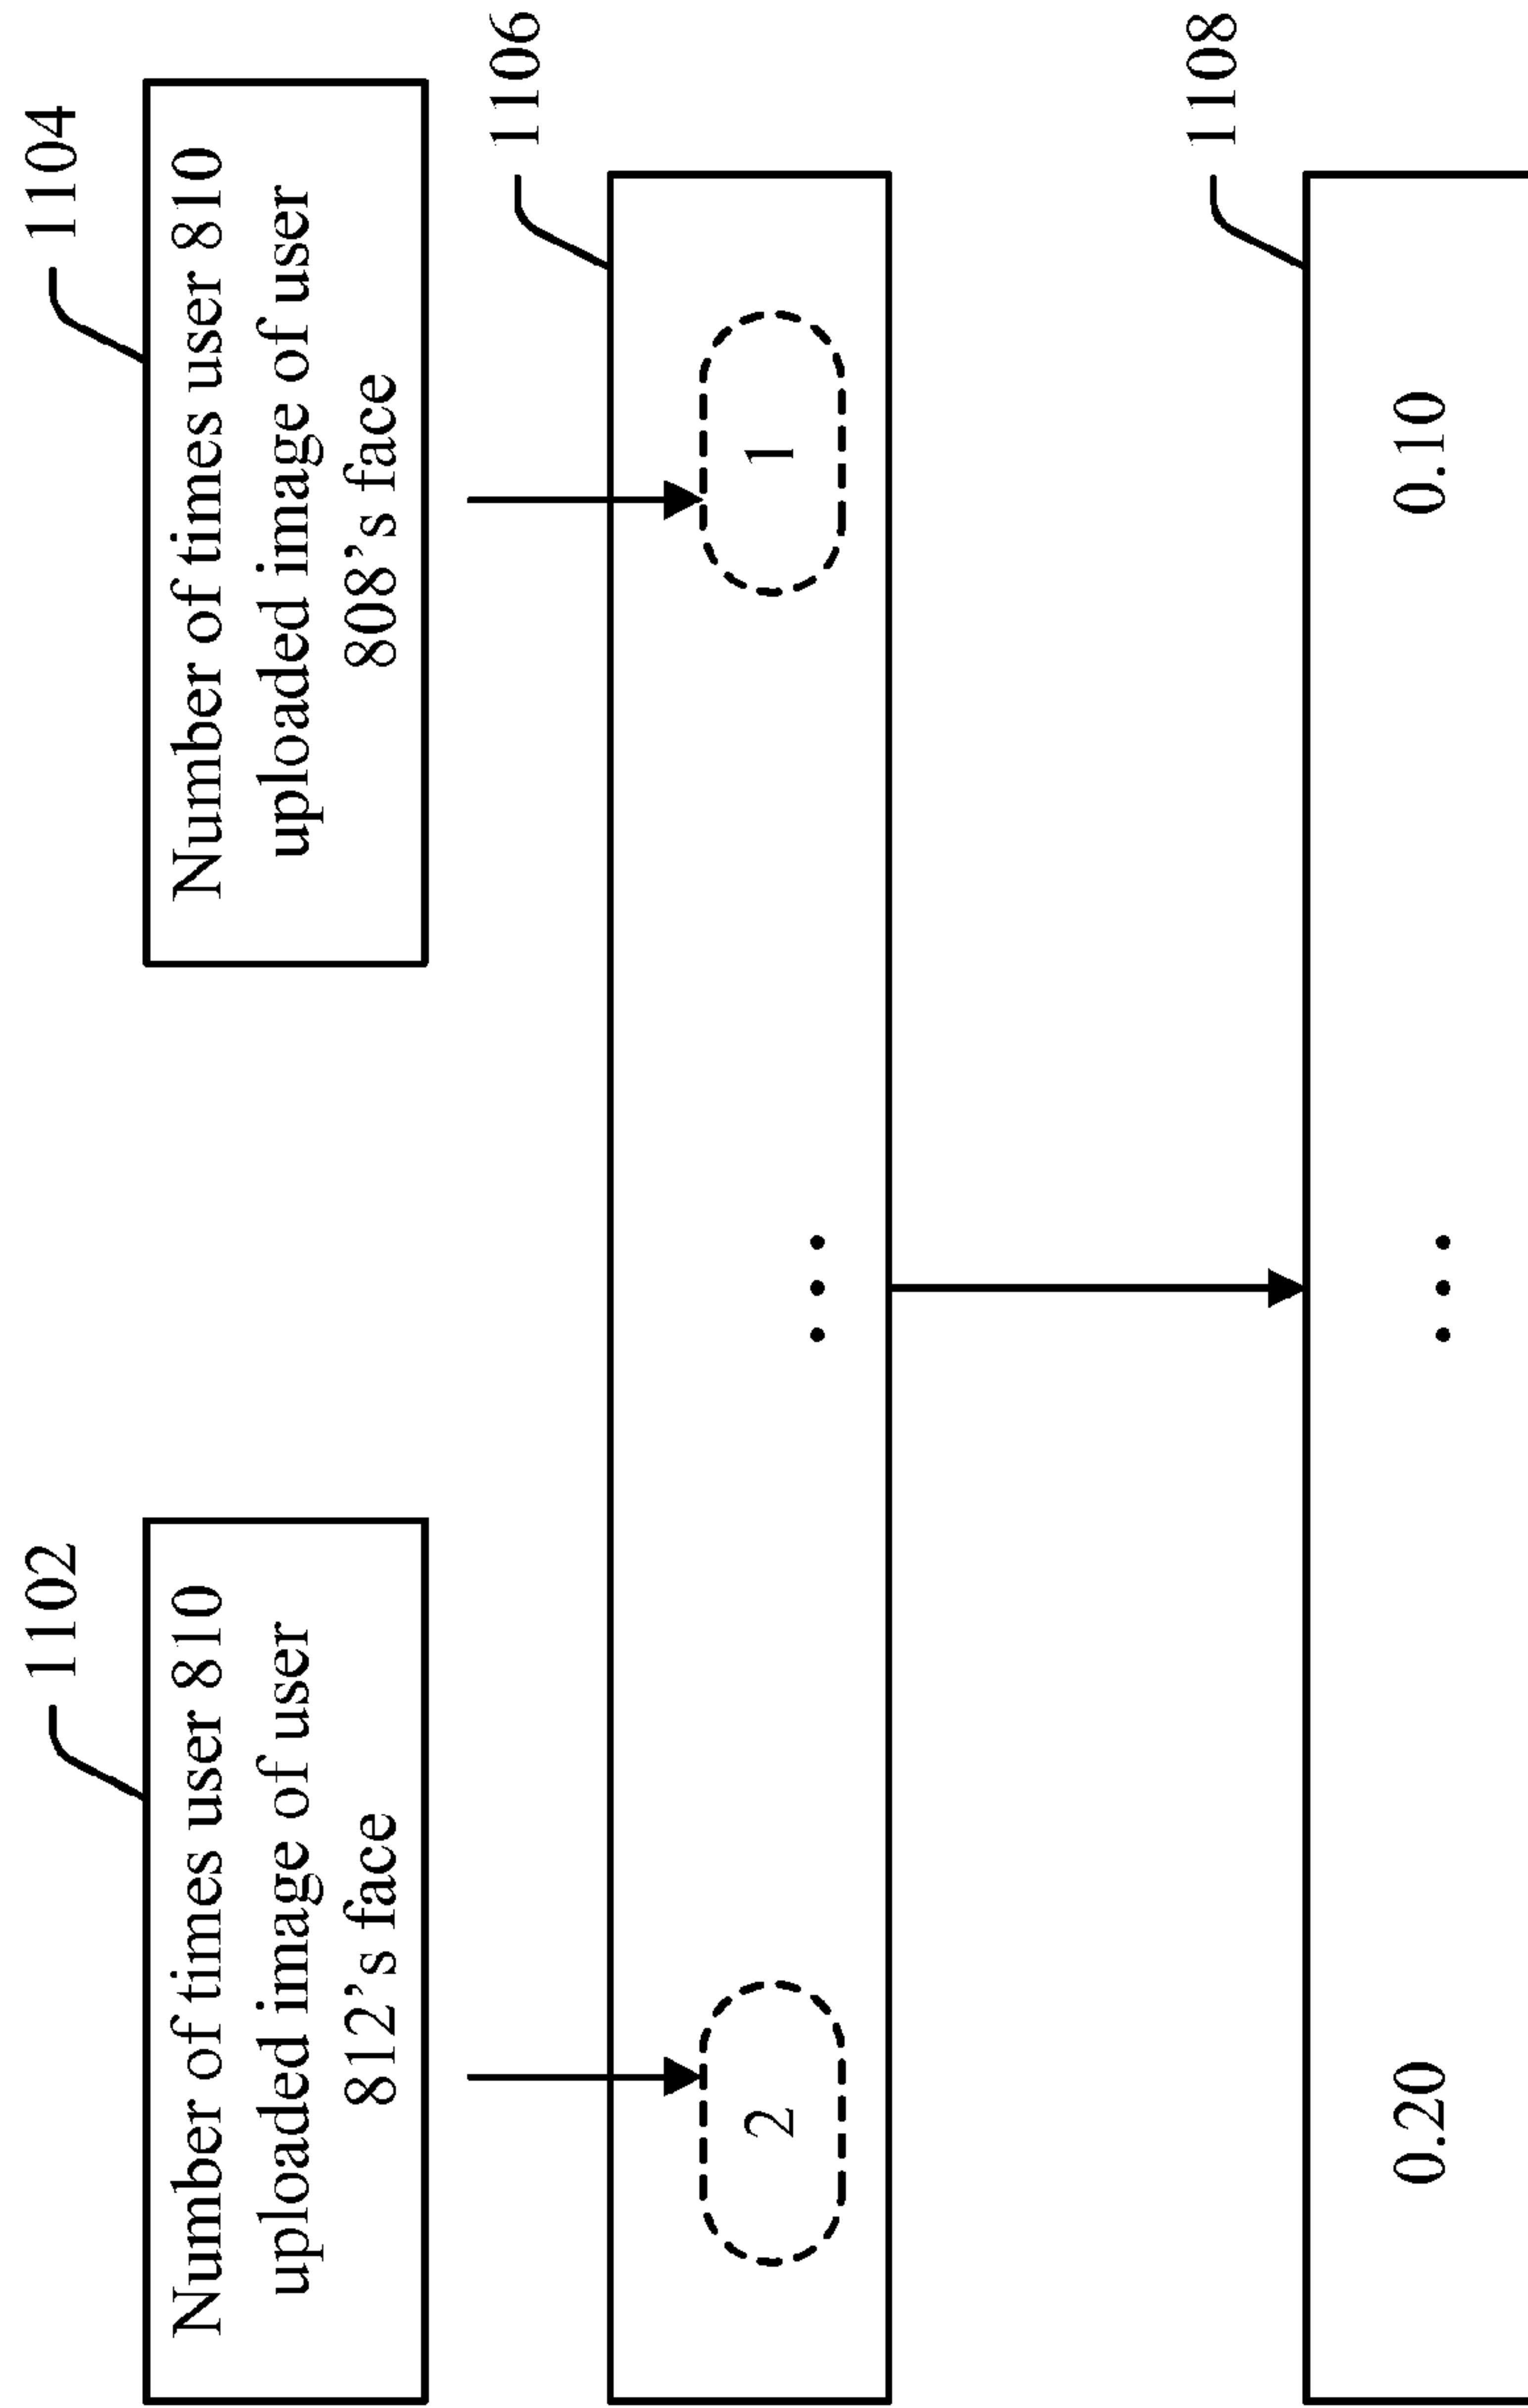 1102
Number of times user 810
uploaded image of user
812's face
1104
Number of times user 810
uploaded image of user
808's face
1106
2
...
1
1108
0.20
...
0.10